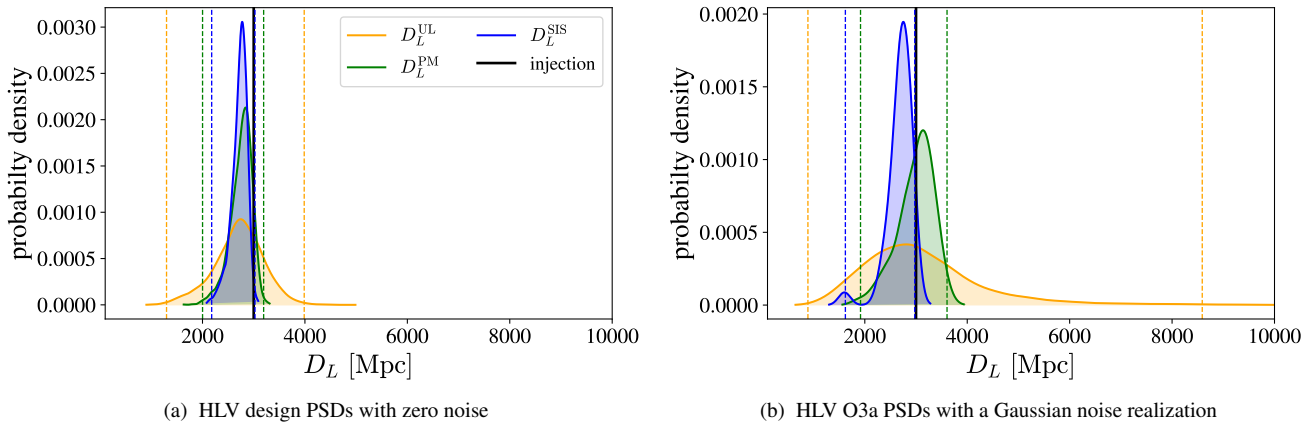 probabilty density
0.0030
0.0025
0.0020
0.0015
0.0010
0.0005
0.0000
D_L^UL
D_L^PM
D_L^SIS
injection
2000 4000 6000 8000 10000
D_L [Mpc]
(a) HLV design PSDs with zero noise
probabilty density
0.0020
0.0015
0.0010
0.0005
0.0000
2000 4000 6000 8000 10000
D_L [Mpc]
(b) HLV O3a PSDs with a Gaussian noise realization